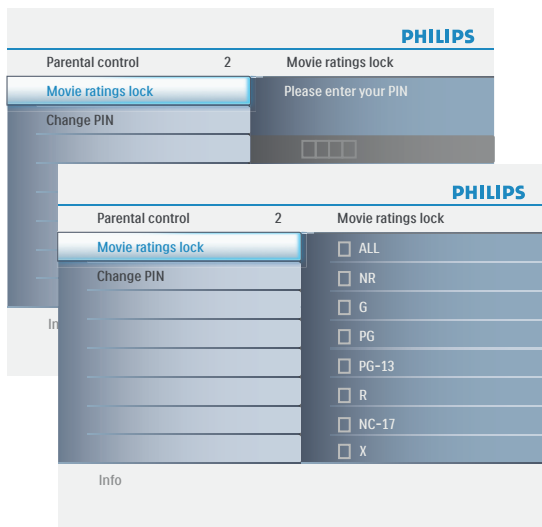 PHILIPS
Parental control 2 Movie ratings lock
Movie ratings lock Please enter your PIN
Change PIN
In
PHILIPS
Parental control 2 Movie ratings lock
Movie ratings lock ALL
Change PIN NR
G
PG
PG-13
R
NC-17
X
Info